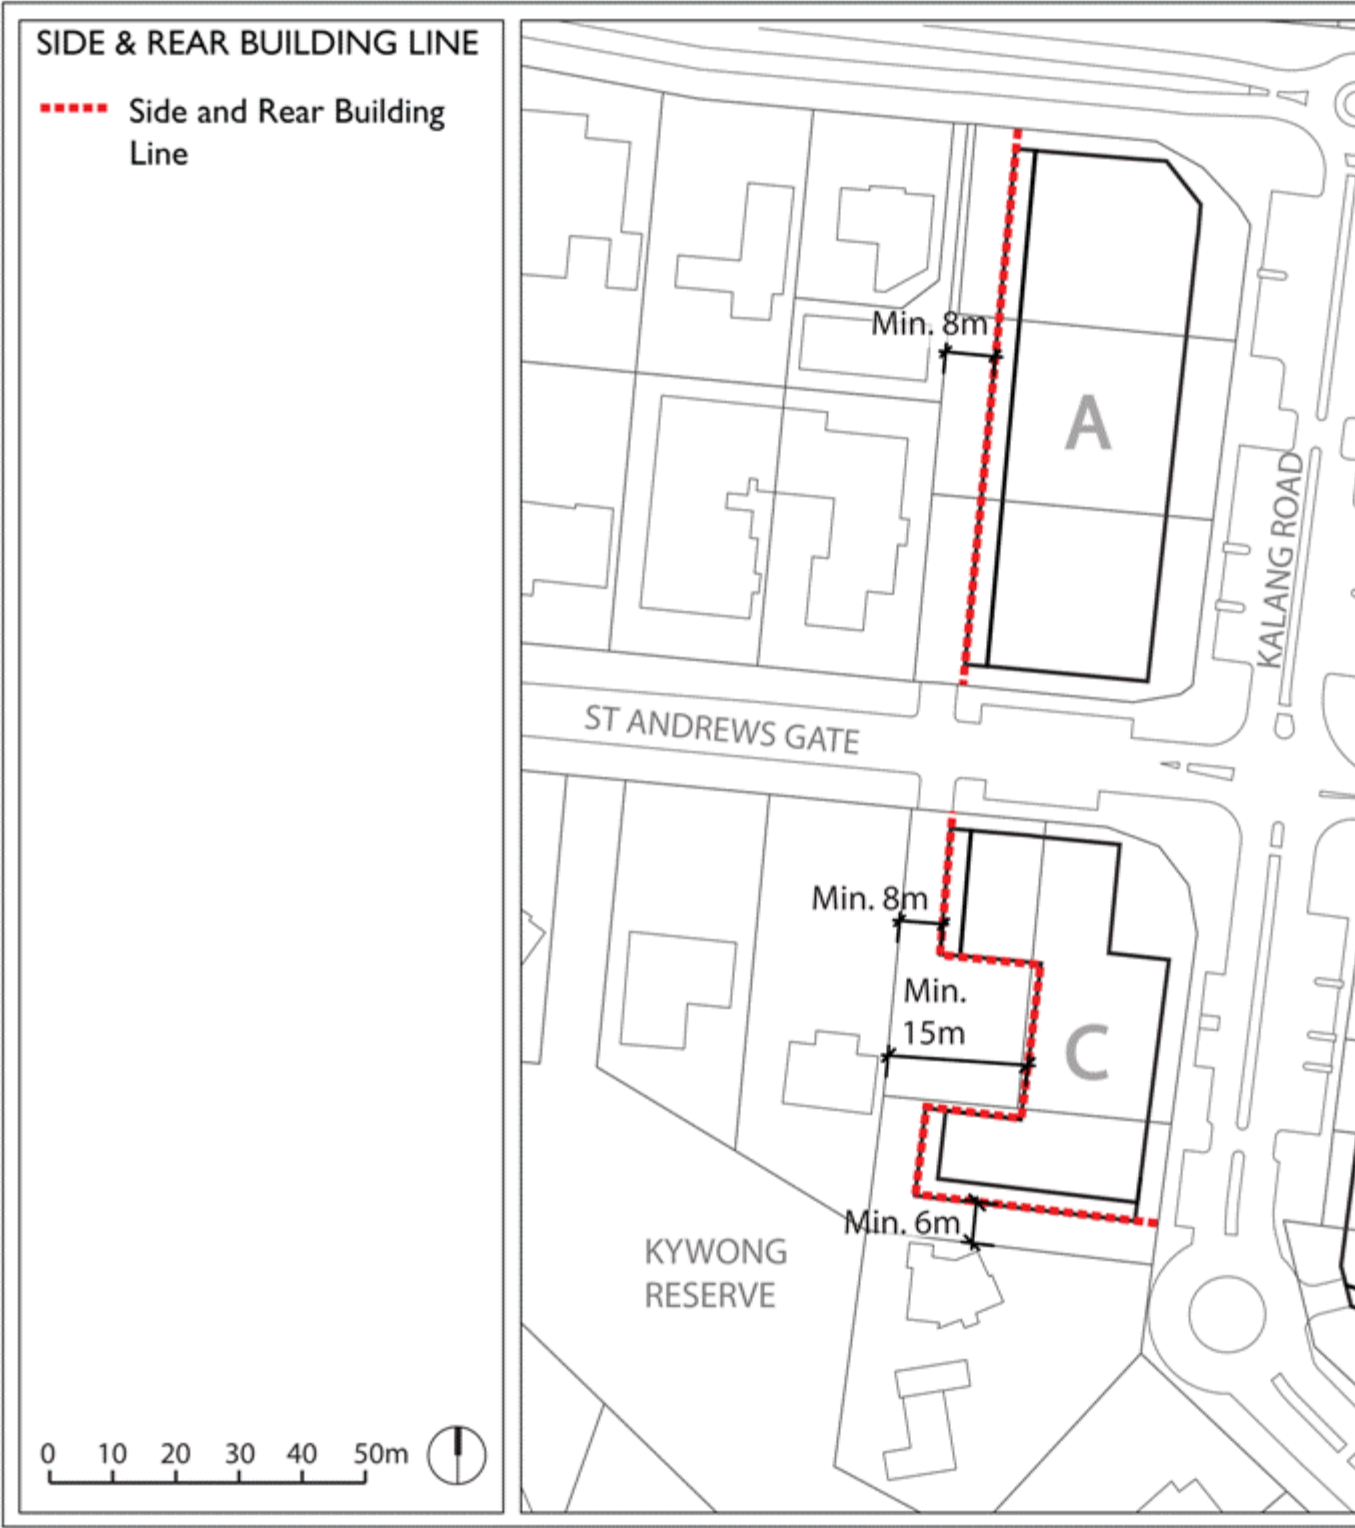 SIDE & REAR BUILDING LINE
Side and Rear Building
Line
0 10 20 30 40 50m
Min. 8m
A
KALANG ROAD
ST ANDREWS GATE
Min. 8m
Min.
15m
C
Min. 6m
KYWONG
RESERVE